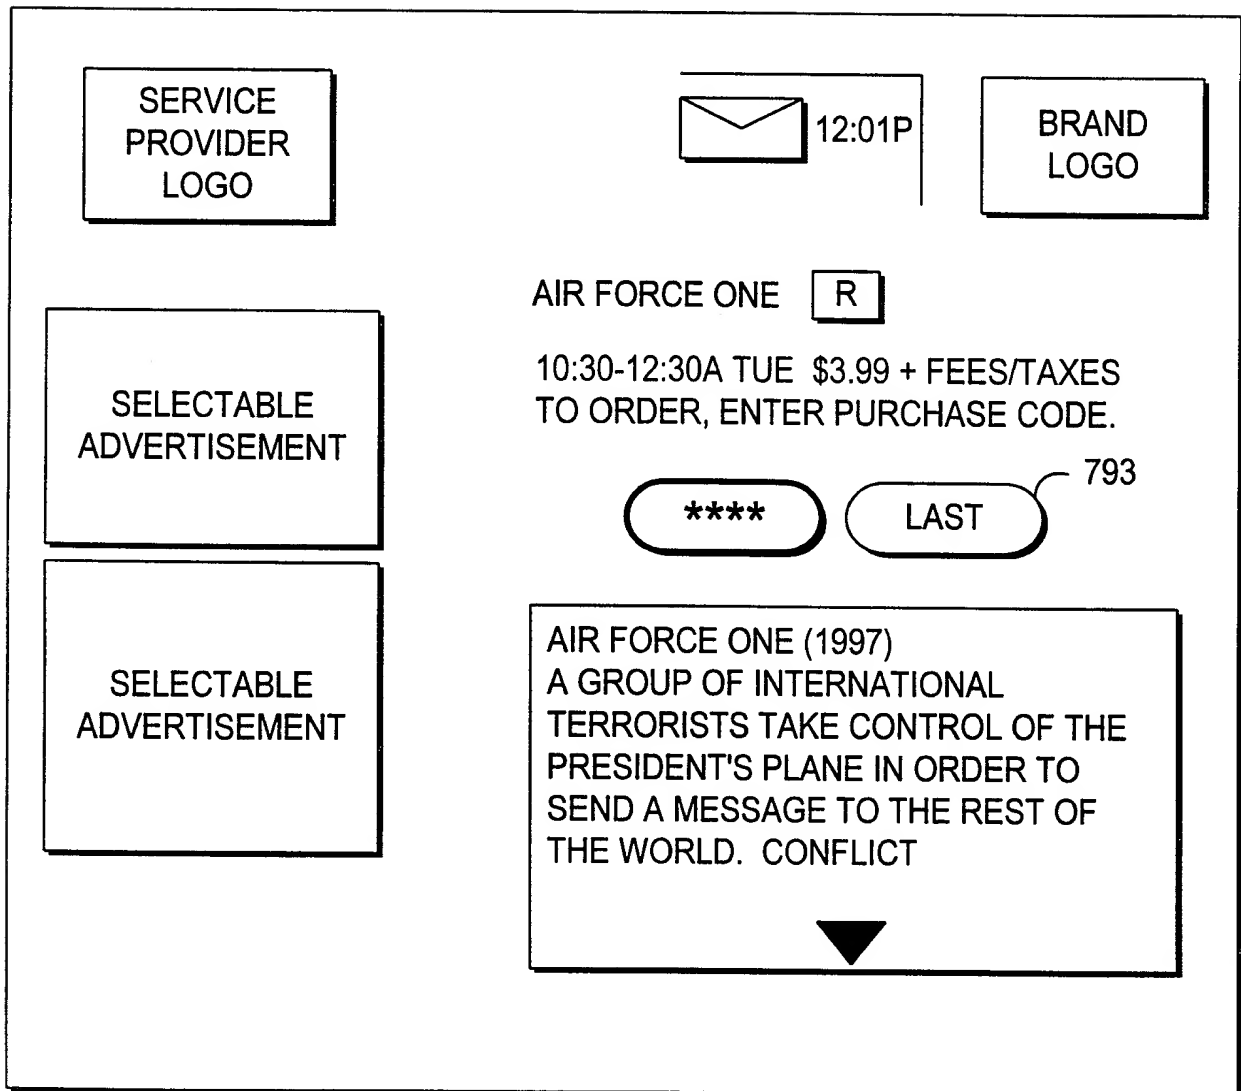 SERVICE
PROVIDER
LOGO
12:01P
BRAND
LOGO
AIR FORCE ONE R
10:30-12:30A TUE $3.99 + FEES/TAXES
TO ORDER, ENTER PURCHASE CODE.
**** LAST 793
SELECTABLE
ADVERTISEMENT
SELECTABLE
ADVERTISEMENT
AIR FORCE ONE (1997)
A GROUP OF INTERNATIONAL
TERRORISTS TAKE CONTROL OF THE
PRESIDENT'S PLANE IN ORDER TO
SEND A MESSAGE TO THE REST OF
THE WORLD. CONFLICT